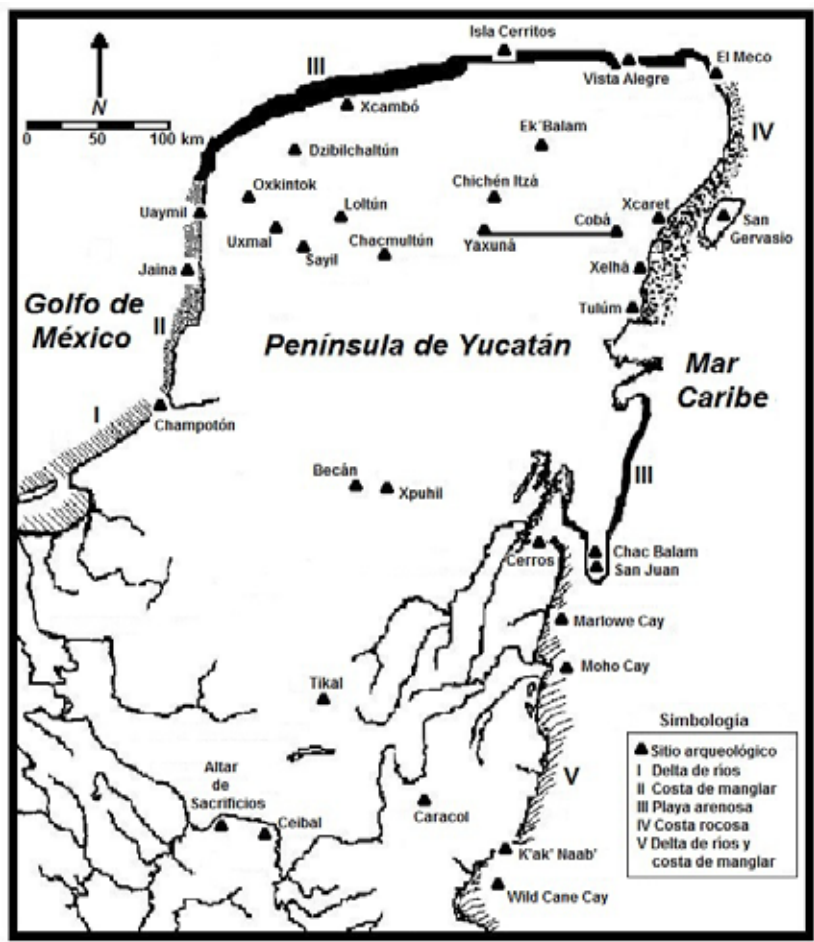 Isla Cerritos
III
El Meco
N
Vista Alegre
Xcambó
0 50 100 km
Ek´Balam
IV
Dzibilchaltún
Oxkintok
Chichén Itzá
Uaymil
Loltún
Xcaret
Cobá
San
Gervasio
Uxmal
Sayil
Chacmultún
Yaxuná
Jaina
Xelhá
Golfo de
México
II
Tulúm
Península de Yucatán
Mar
Caribe
I
Champotón
Becán
Xpuhil
III
Cerros
Chac Balam
San Juan
Marlowe Cay
Moho Cay
Tikal
V
Altar
de
Sacrificios
Ceibal
Caracol
K'ak' Naab'
Wild Cane Cay
Simbología
Sitio arqueológico
I Delta de ríos
II Costa de manglar
III Playa arenosa
IV Costa rocosa
V Delta de ríos y
costa de manglar